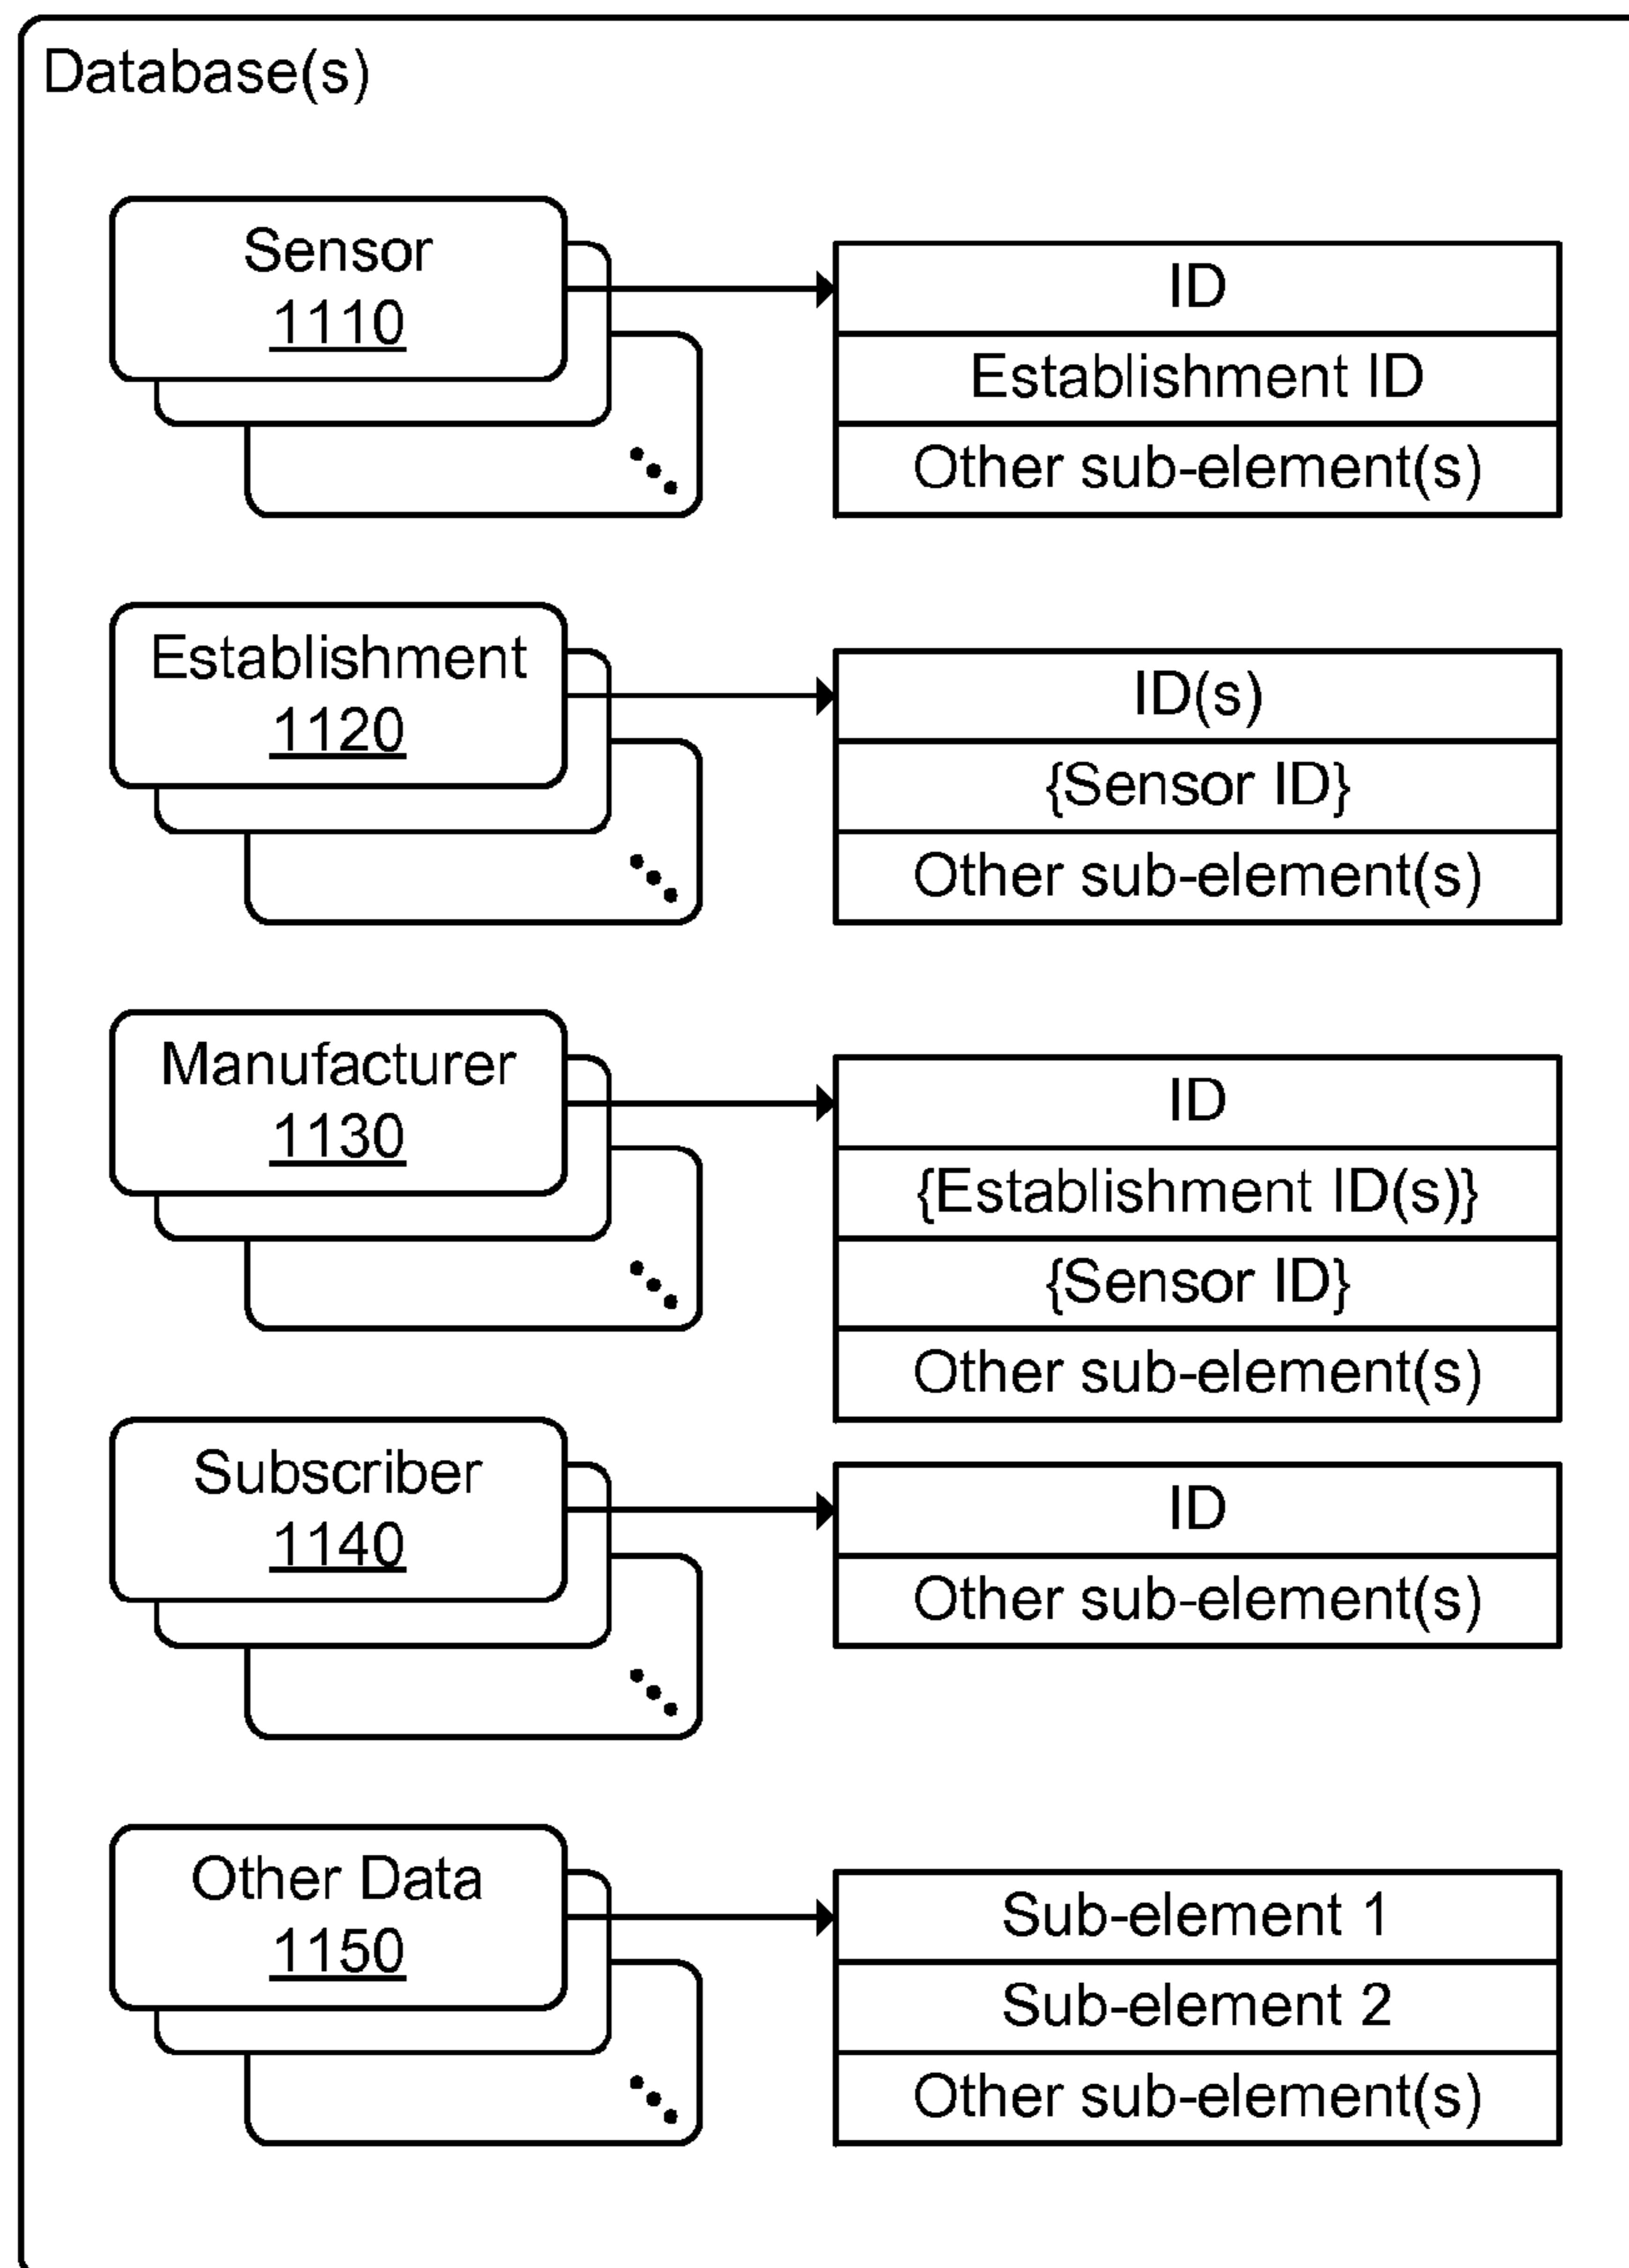 Database(s)
Sensor
1110
ID
Establishment ID
Other sub-element(s)
Establishment
1120
ID(s)
{Sensor ID}
Other sub-element(s)
Manufacturer
1130
ID
{Establishment ID(s)}
{Sensor ID}
Other sub-element(s)
Subscriber
1140
ID
Other sub-element(s)
Other Data
1150
Sub-element 1
Sub-element 2
Other sub-element(s)